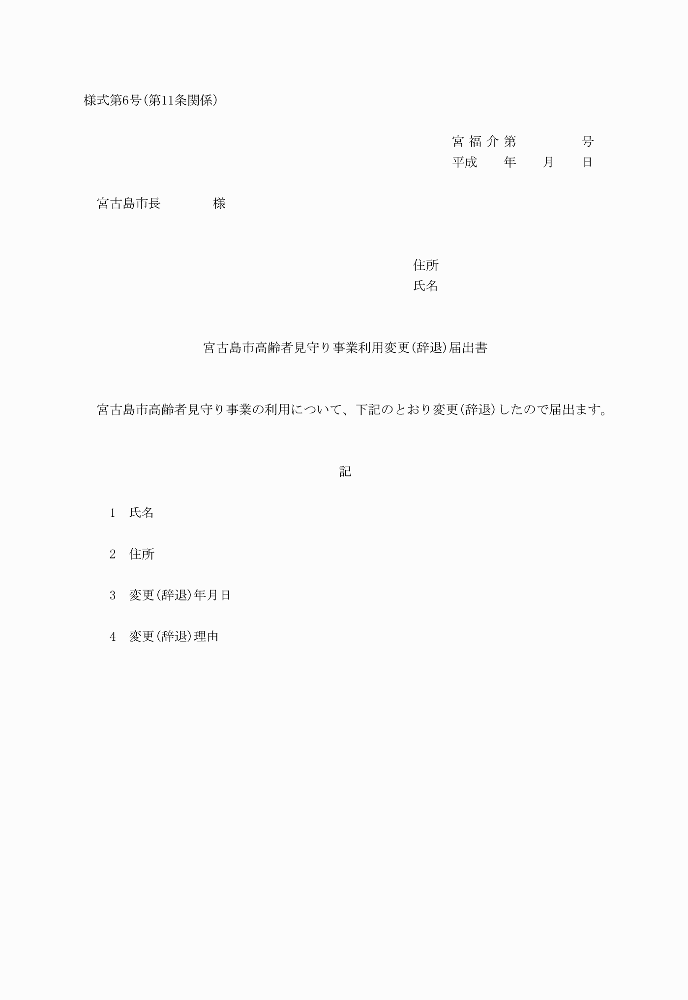 様式第6号(第11条関係)
宮福介第　　　　　号
平成　　年　　月　　日
宮古島市長　　　　様
住所
氏名
宮古島市高齢者見守り事業利用変更(辞退)届出書
宮古島市高齢者見守り事業の利用について、下記のとおり変更(辞退)したので届出ます。
記
1　氏名
2　住所
3　変更(辞退)年月日
4　変更(辞退)理由